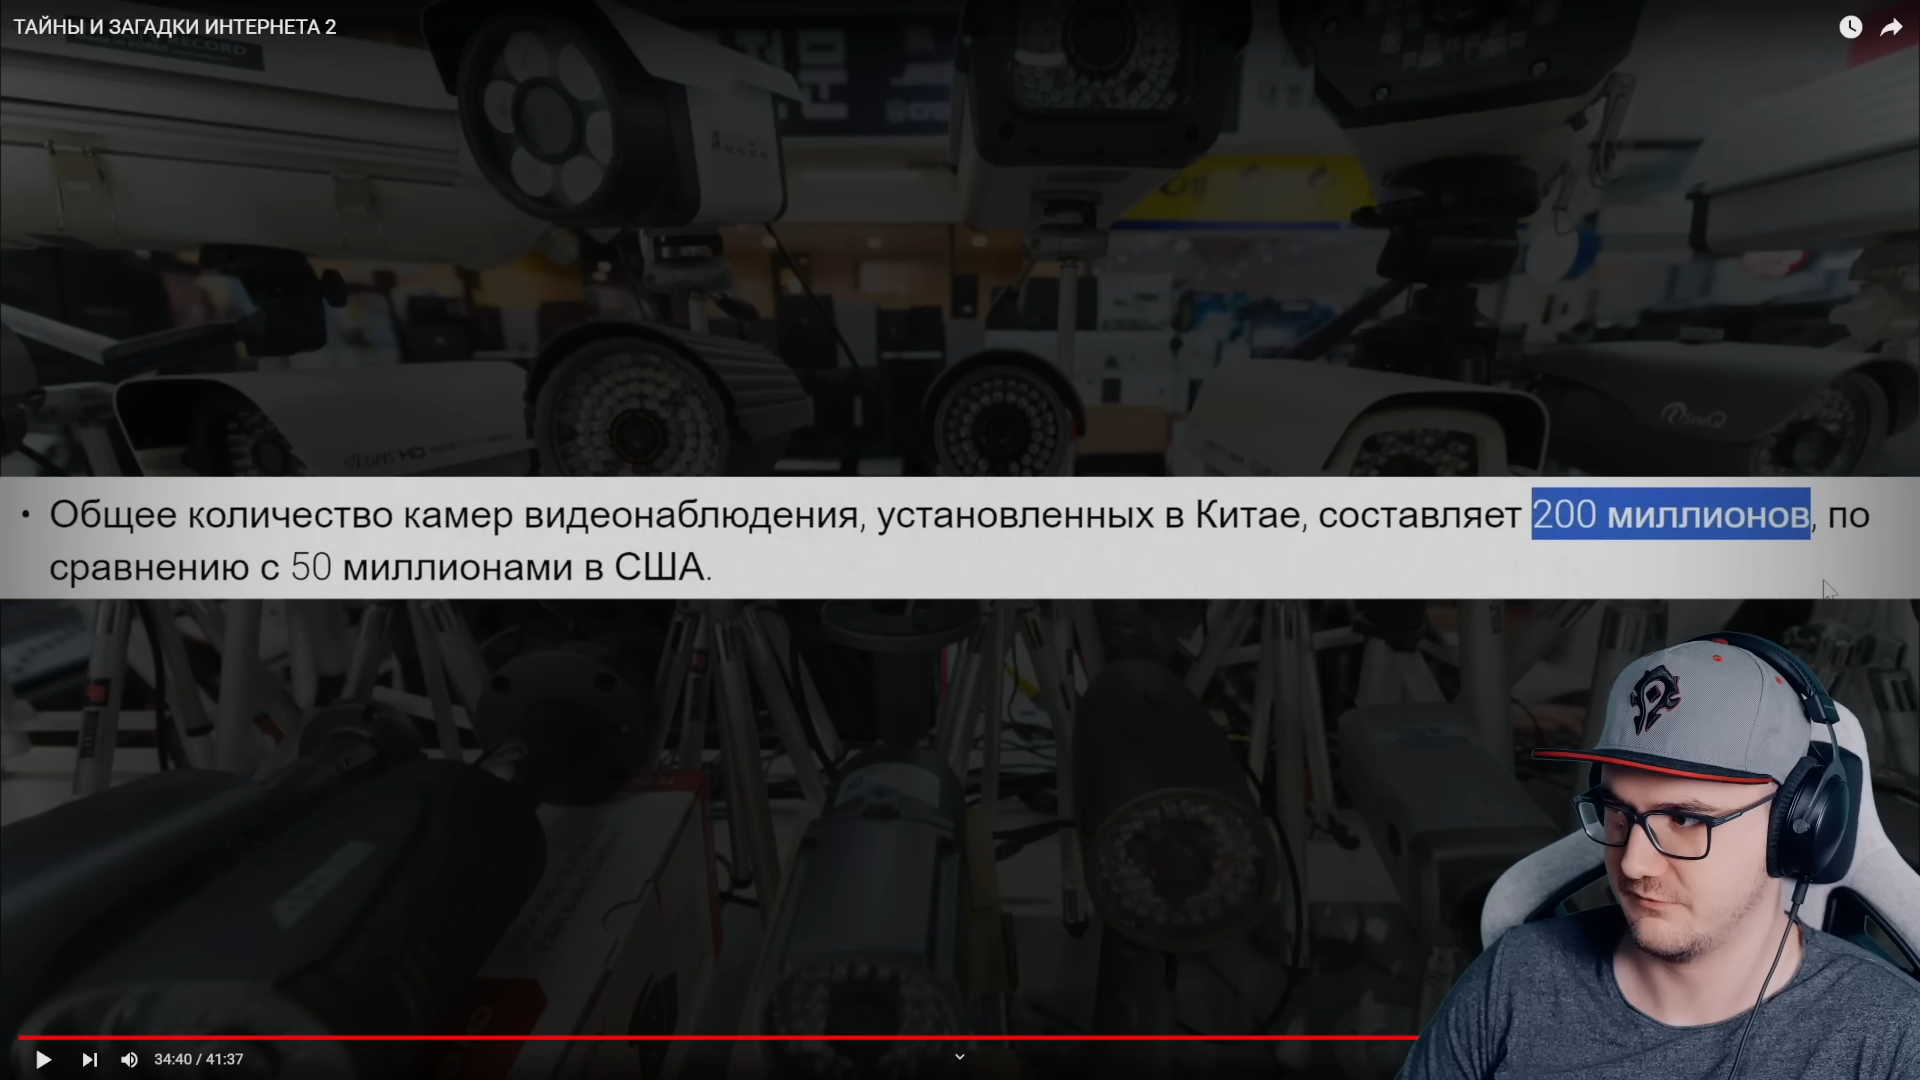 ТАЙНЫ И ЗАГАДКИ ИНТЕРНЕТА 2
• Общее количество камер видеонаблюдения, установленных в Китае, составляет 200 миллионов, по
сравнению с 50 миллионами в США.
34:40 / 41:37